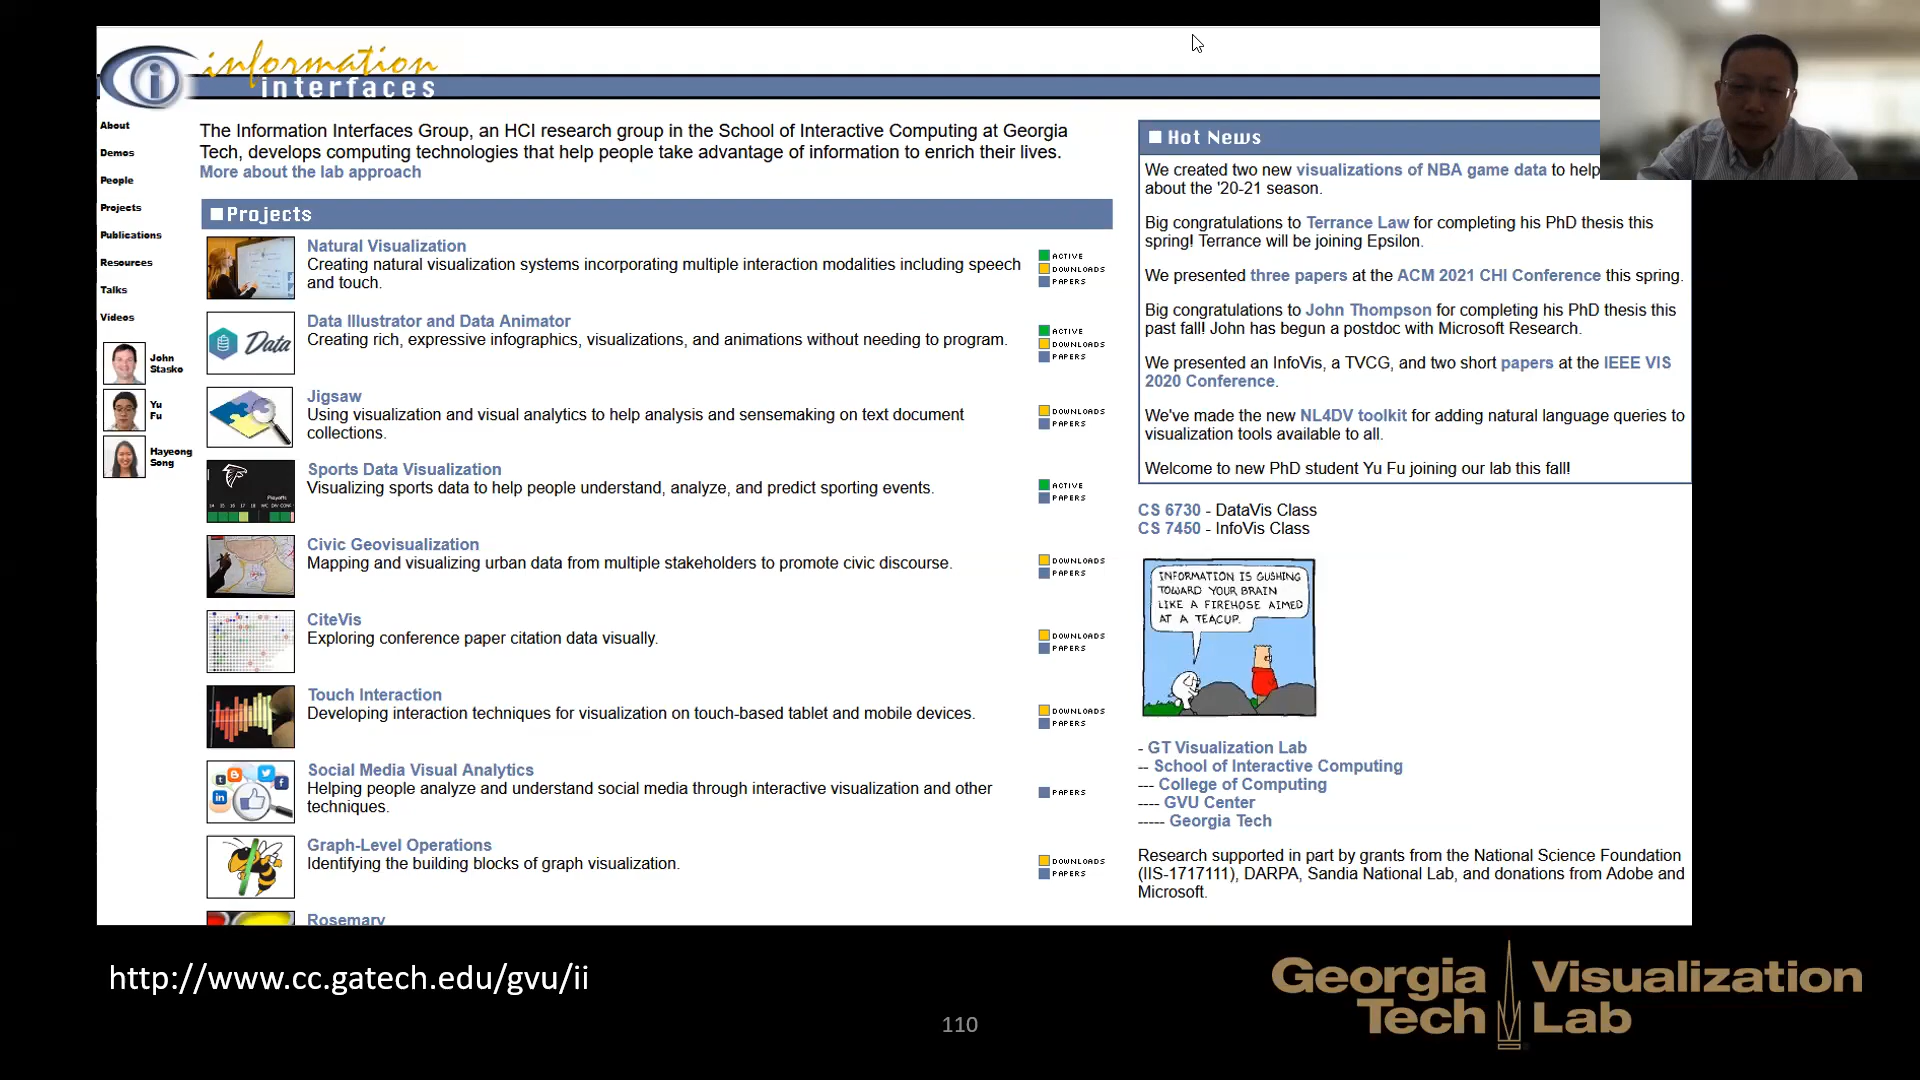 information
interfaces
About
Demos
People
Projects
Publications
Resources
Talks
Videos
John
Stasko
Yu
Fu
Hayeong
Song
The Information Interfaces Group, an HCI research group in the School of Interactive Computing at Georgia
Tech, develops computing technologies that help people take advantage of information to enrich their lives.
More about the lab approach
Projects
Natural Visualization
Creating natural visualization systems incorporating multiple interaction modalities including speech
and touch.
ACTIVE
DOWNLOADS
PAPERS
Data
Data Illustrator and Data Animator
Creating rich, expressive infographics, visualizations, and animations without needing to program.
ACTIVE
DOWNLOADS
PAPERS
Jigsaw
Using visualization and visual analytics to help analysis and sensemaking on text document
collections.
DOWNLOADS
PAPERS
Sports Data Visualization
Visualizing sports data to help people understand, analyze, and predict sporting events.
ACTIVE
PAPERS
Civic Geovisualization
Mapping and visualizing urban data from multiple stakeholders to promote civic discourse.
DOWNLOADS
PAPERS
CiteVis
Exploring conference paper citation data visually.
DOWNLOADS
PAPERS
Touch Interaction
Developing interaction techniques for visualization on touch-based tablet and mobile devices.
DOWNLOADS
PAPERS
Social Media Visual Analytics
Helping people analyze and understand social media through interactive visualization and other
techniques.
PAPERS
Graph-Level Operations
Identifying the building blocks of graph visualization.
DOWNLOADS
PAPERS
Rosemary
Hot News
We created two new visualizations of NBA game data to help
about the '20-21 season.
Big congratulations to Terrance Law for completing his PhD thesis this
spring! Terrance will be joining Epsilon.
We presented three papers at the ACM 2021 CHI Conference this spring.
Big congratulations to John Thompson for completing his PhD thesis this
past fall! John has begun a postdoc with Microsoft Research.
We presented an InfoVis, a TVCG, and two short papers at the IEEE VIS
2020 Conference.
We've made the new NL4DV toolkit for adding natural language queries to
visualization tools available to all.
Welcome to new PhD student Yu Fu joining our lab this fall!
CS 6730 - DataVis Class
CS 7450 - InfoVis Class
INFORMATION IS GUSHING
TOWARD YOUR BRAIN
LIKE A FIREHOSE AIMED
AT A TEACUP.
- GT Visualization Lab
-- School of Interactive Computing
--- College of Computing
---- GVU Center
----- Georgia Tech
Research supported in part by grants from the National Science Foundation
(IIS-1717111), DARPA, Sandia National Lab, and donations from Adobe and
Microsoft.
http://www.cc.gatech.edu/gvu/ii
110
Georgia Tech
Visualization Lab